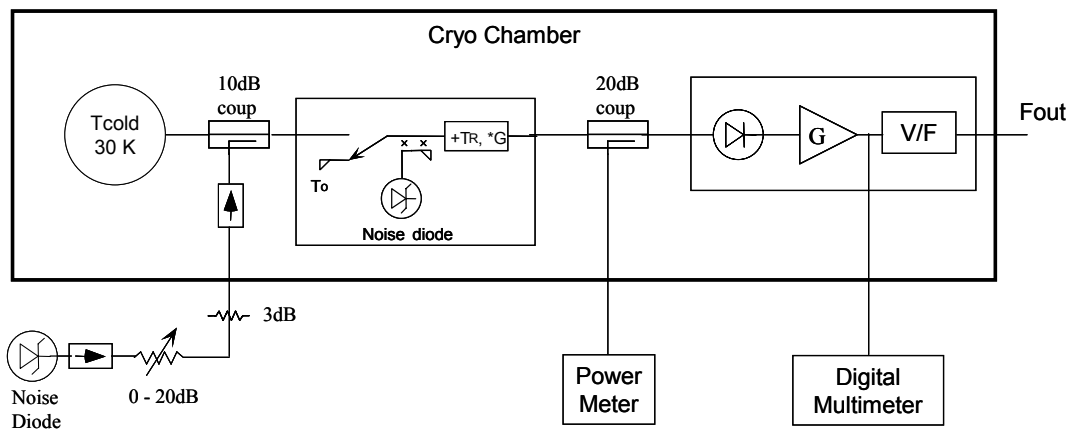 Cryo Chamber
10dB
coup
20dB
coup
Tcold
30 K
+TR, *G
To
Noise diode
G
V/F
Fout
3dB
0 - 20dB
Noise
Diode
Power
Meter
Digital
Multimeter